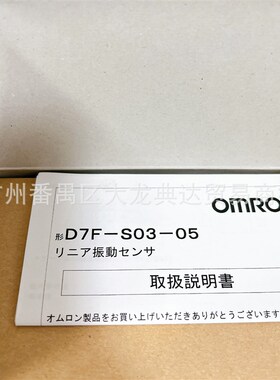 州番禺区大龙典达贸易商
OMRO
形D7F-S03-05
リニア振動センサ
取扱説明書
オムロン製品をお買い上げいただきありがとうございます